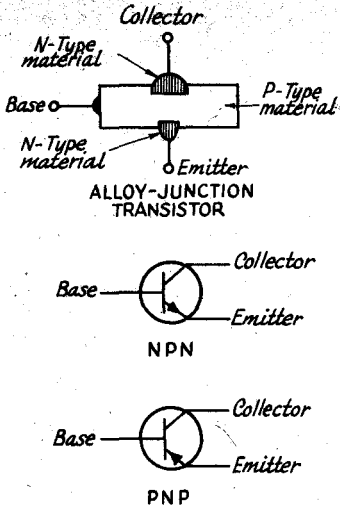 Collector
N-Type
material
Base
P-Type
material
N-Type
material
Emitter
ALLOY-JUNCTION
TRANSISTOR
Collector
Base
Emitter
NPN
Collector
Base
Emitter
PNP